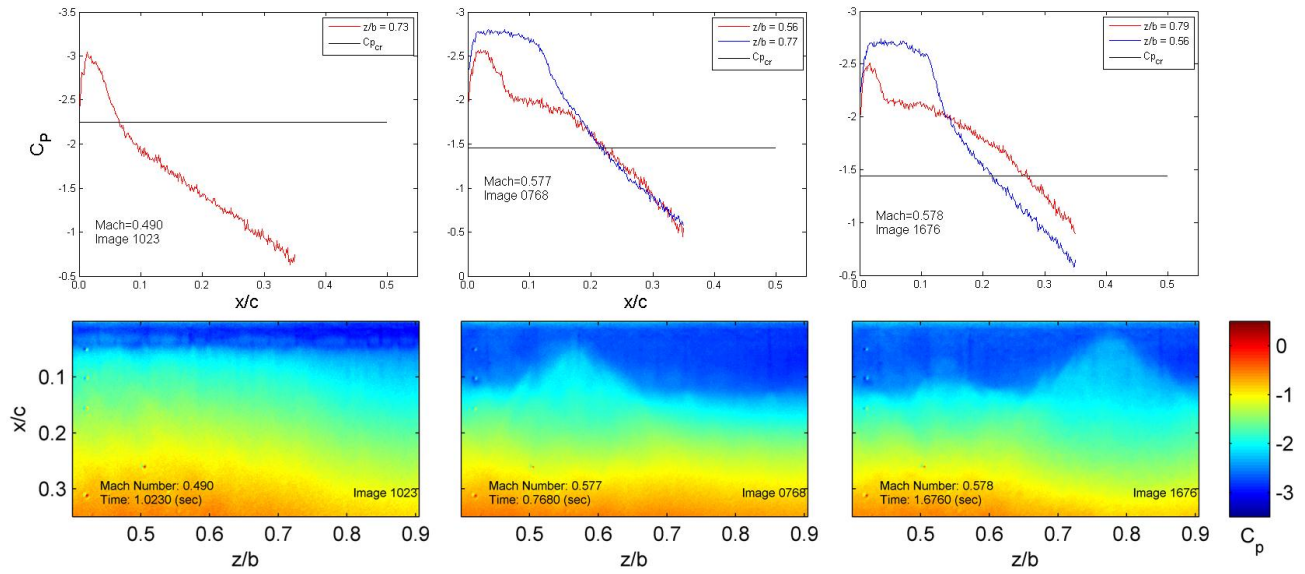 z/b = 0.73
Cp_cr
-3.5
-3
-2.5
-2
-1.5
-1
-0.5
C_P
Mach=0.490
Image 1023
0.0
0.1
0.2
0.3
0.4
0.5
x/c
z/b = 0.56
z/b = 0.77
Cp_cr
-3
-2.5
-2
-1.5
-1
-0.5
0
Mach=0.577
Image 0768
0.0
0.1
0.2
0.3
0.4
0.5
x/c
z/b = 0.79
z/b = 0.56
Cp_cr
-3
-2.5
-2
-1.5
-1
-0.5
Mach=0.578
Image 1676
0.0
0.1
0.2
0.3
0.4
0.5
0.1
0.2
0.3
x/c
Mach Number: 0.490
Time: 1.0230 (sec)
Image 1023
0.5
0.6
0.7
0.8
0.9
z/b
Mach Number: 0.577
Time: 0.7680 (sec)
Image 0768
0.5
0.6
0.7
0.8
0.9
z/b
Mach Number: 0.578
Time: 1.6760 (sec)
Image 1676
0.5
0.6
0.7
0.8
0.9
z/b
0
-1
-2
-3
C_p